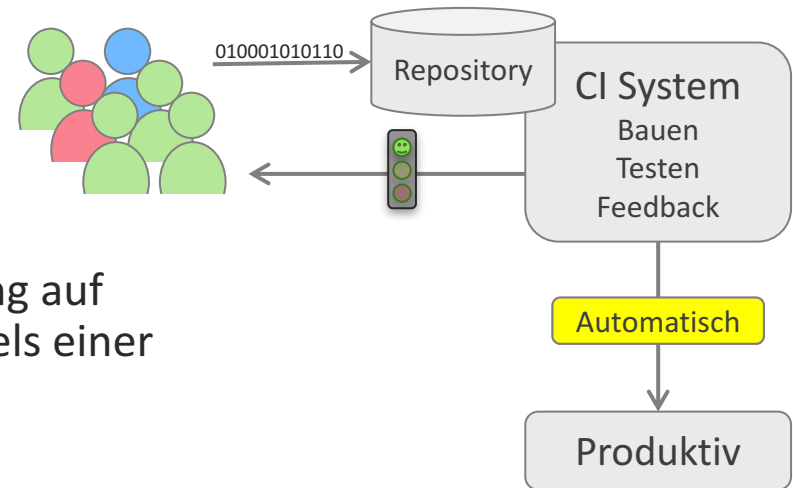 010001010110
Repository
CI System
Bauen
Testen
Feedback
ng auf
els einer
Automatisch
Produktiv